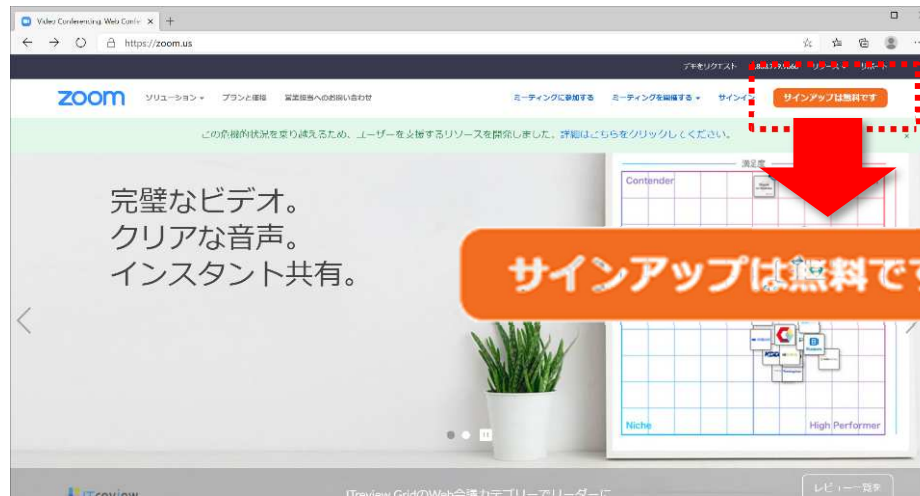 Video Conferencing, Web Confe
https://zoom.us
リソース サポート
zoom ソリューション プランと価格 営業担当へのお問い合わせ ミーティングに参加する ミーティングを開催する サインイン サインアップは無料です
この危機的状況を乗り越えるため、ユーザーを支援するリソースを開発しました、詳細はこちらをクリックしてください。
満足度
Contender
完璧なビデオ。
クリアな音声。
インスタント共有。
サインアップは無料です
Niche
High Performer
ITreview
ITreview GridのWeb会議カテゴリーでリーダーに
レビュー一覧を